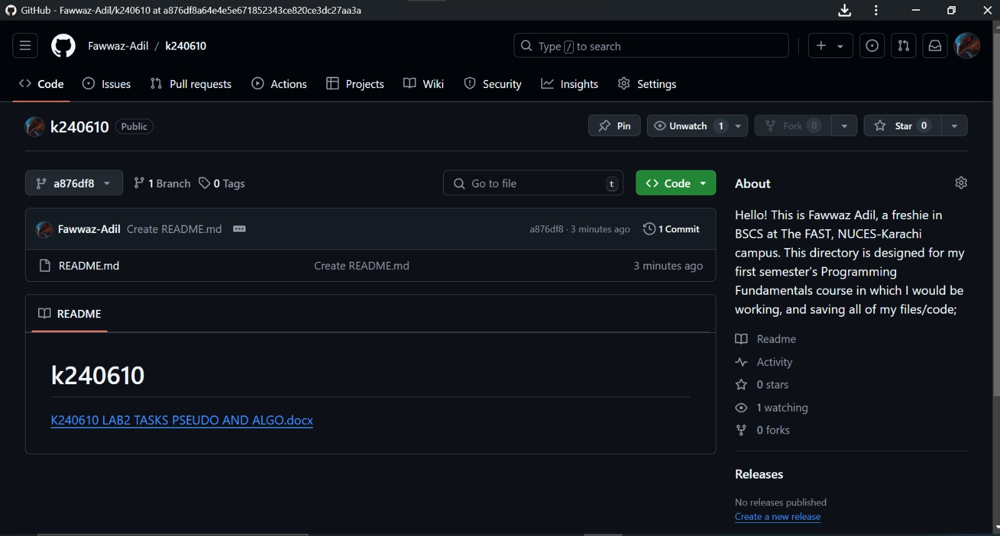 GitHub - Fawwaz-Adil/k240610 at a876df8a64e4e5e671852343ce820ce3dc27aa3a
Fawwaz-Adil / k240610
Type / to search
Code Issues Pull requests Actions Projects Wiki Security Insights Settings
k240610 Public
Pin Unwatch 1 Fork 0 Star 0
a876df8 1 Branch 0 Tags
Go to file t
Code
Fawwaz-Adil Create README.md
a876df8 · 3 minutes ago 1 Commit
README.md Create README.md 3 minutes ago
README
k240610
K240610 LAB2 TASKS PSEUDO AND ALGO.docx
About
Hello! This is Fawwaz Adil, a freshie in
BSCS at The FAST, NUCES-Karachi
campus. This directory is designed for my
first semester's Programming
Fundamentals course in which I would be
working, and saving all of my files/code;
Readme
Activity
0 stars
1 watching
0 forks
Releases
No releases published
Create a new release